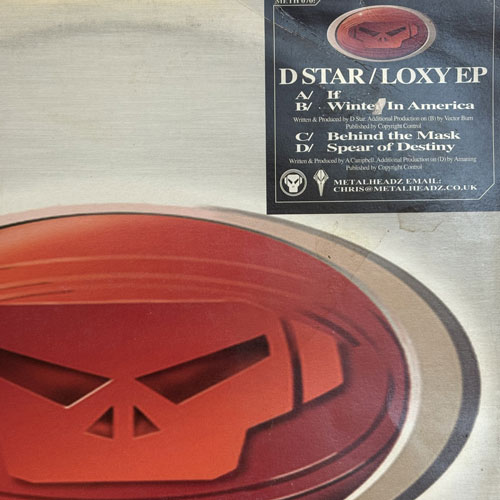 D STAR / LOXY EP
A/ If
B/ Winter In America
Written & Produced by D Star. Additional Production on (B) by Vector Burn
Published by Copyright Control
C/ Behind the Mask
D/ Spear of Destiny
Written & Produced by A.Campbell. Additional Production on (D) by Amazing
Published by Copyright Control
METALHEADZ EMAIL:
CHRIS@METALHEADZ.CO.UK